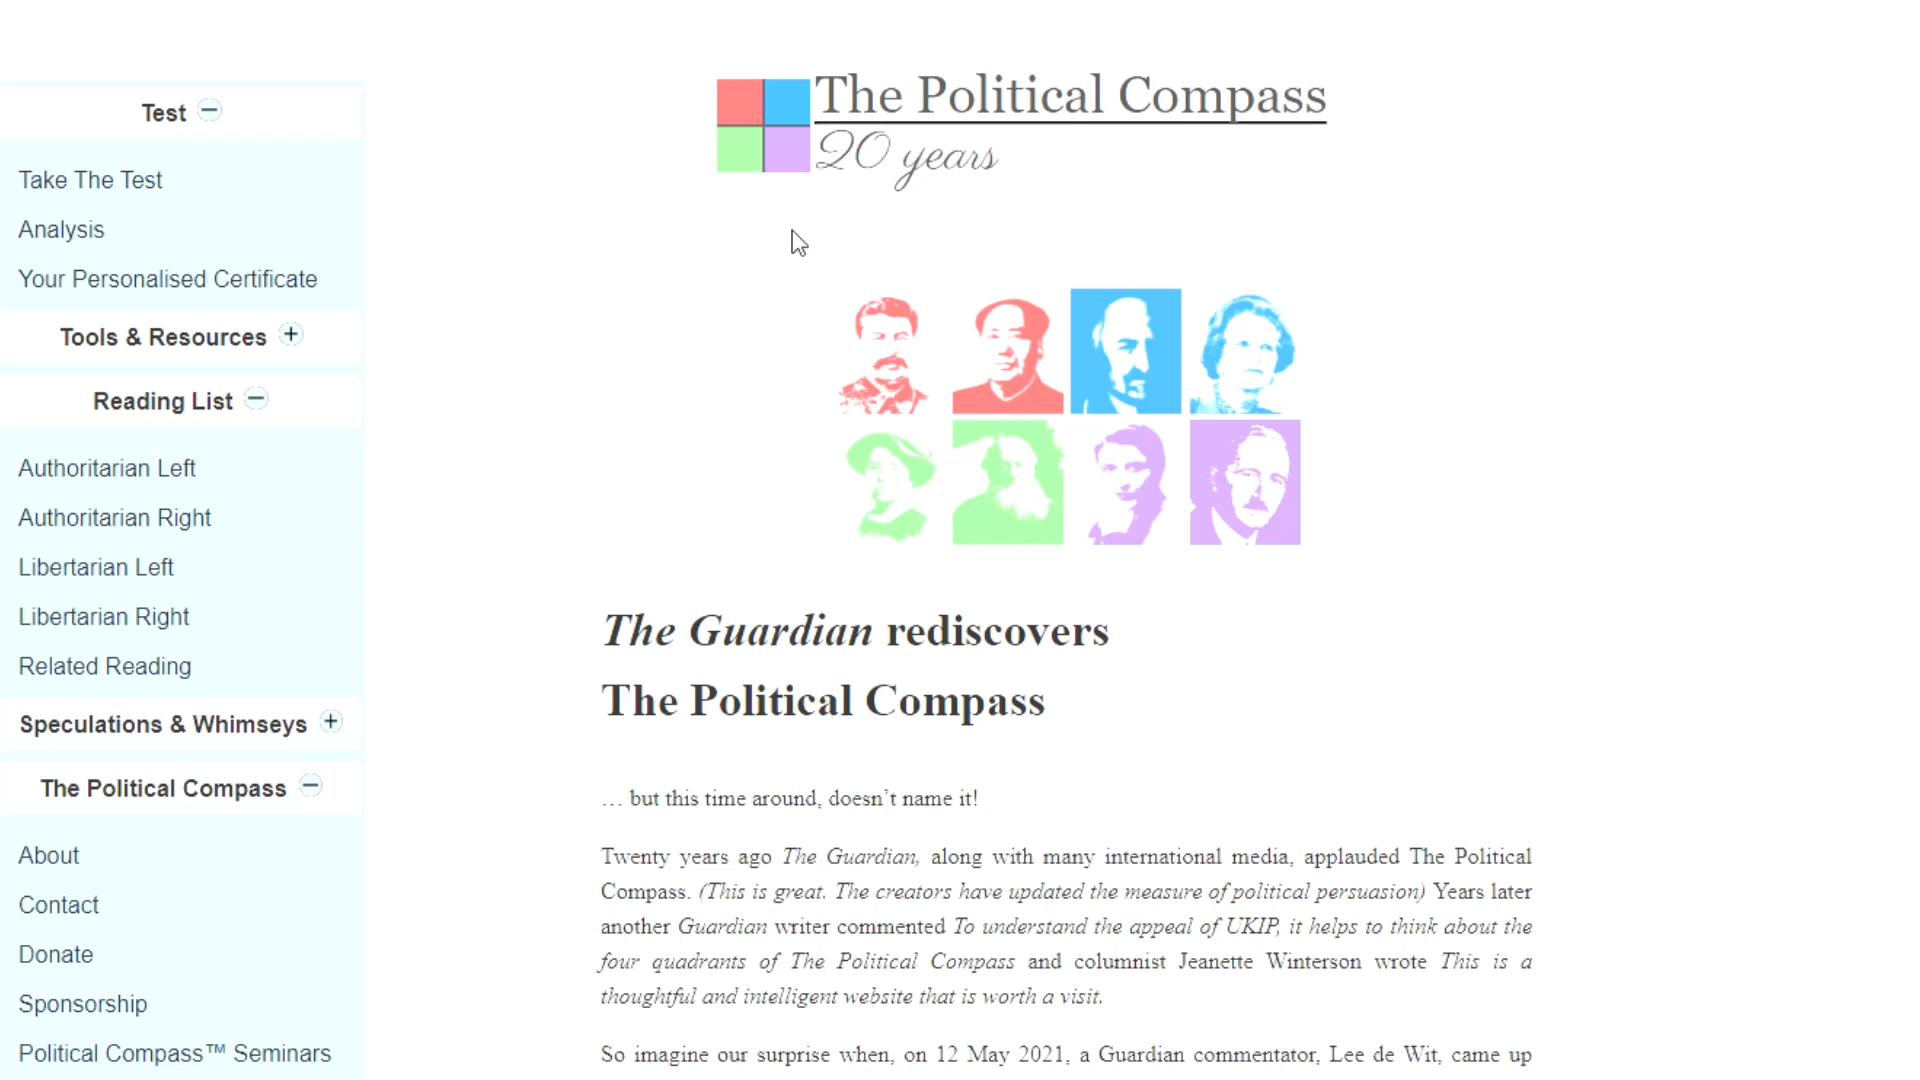 The Political Compass
20 years
Test
Take The Test
Analysis
Your Personalised Certificate
Tools & Resources
Reading List
Authoritarian Left
Authoritarian Right
Libertarian Left
Libertarian Right
Related Reading
Speculations & Whimseys
The Political Compass
About
Contact
Donate
Sponsorship
Political Compass™ Seminars
The Guardian rediscovers
The Political Compass
… but this time around, doesn’t name it!
Twenty years ago The Guardian, along with many international media, applauded The Political
Compass. (This is great. The creators have updated the measure of political persuasion) Years later
another Guardian writer commented To understand the appeal of UKIP, it helps to think about the
four quadrants of The Political Compass and columnist Jeanette Winterson wrote This is a
thoughtful and intelligent website that is worth a visit.
So imagine our surprise when, on 12 May 2021, a Guardian commentator, Lee de Wit, came up